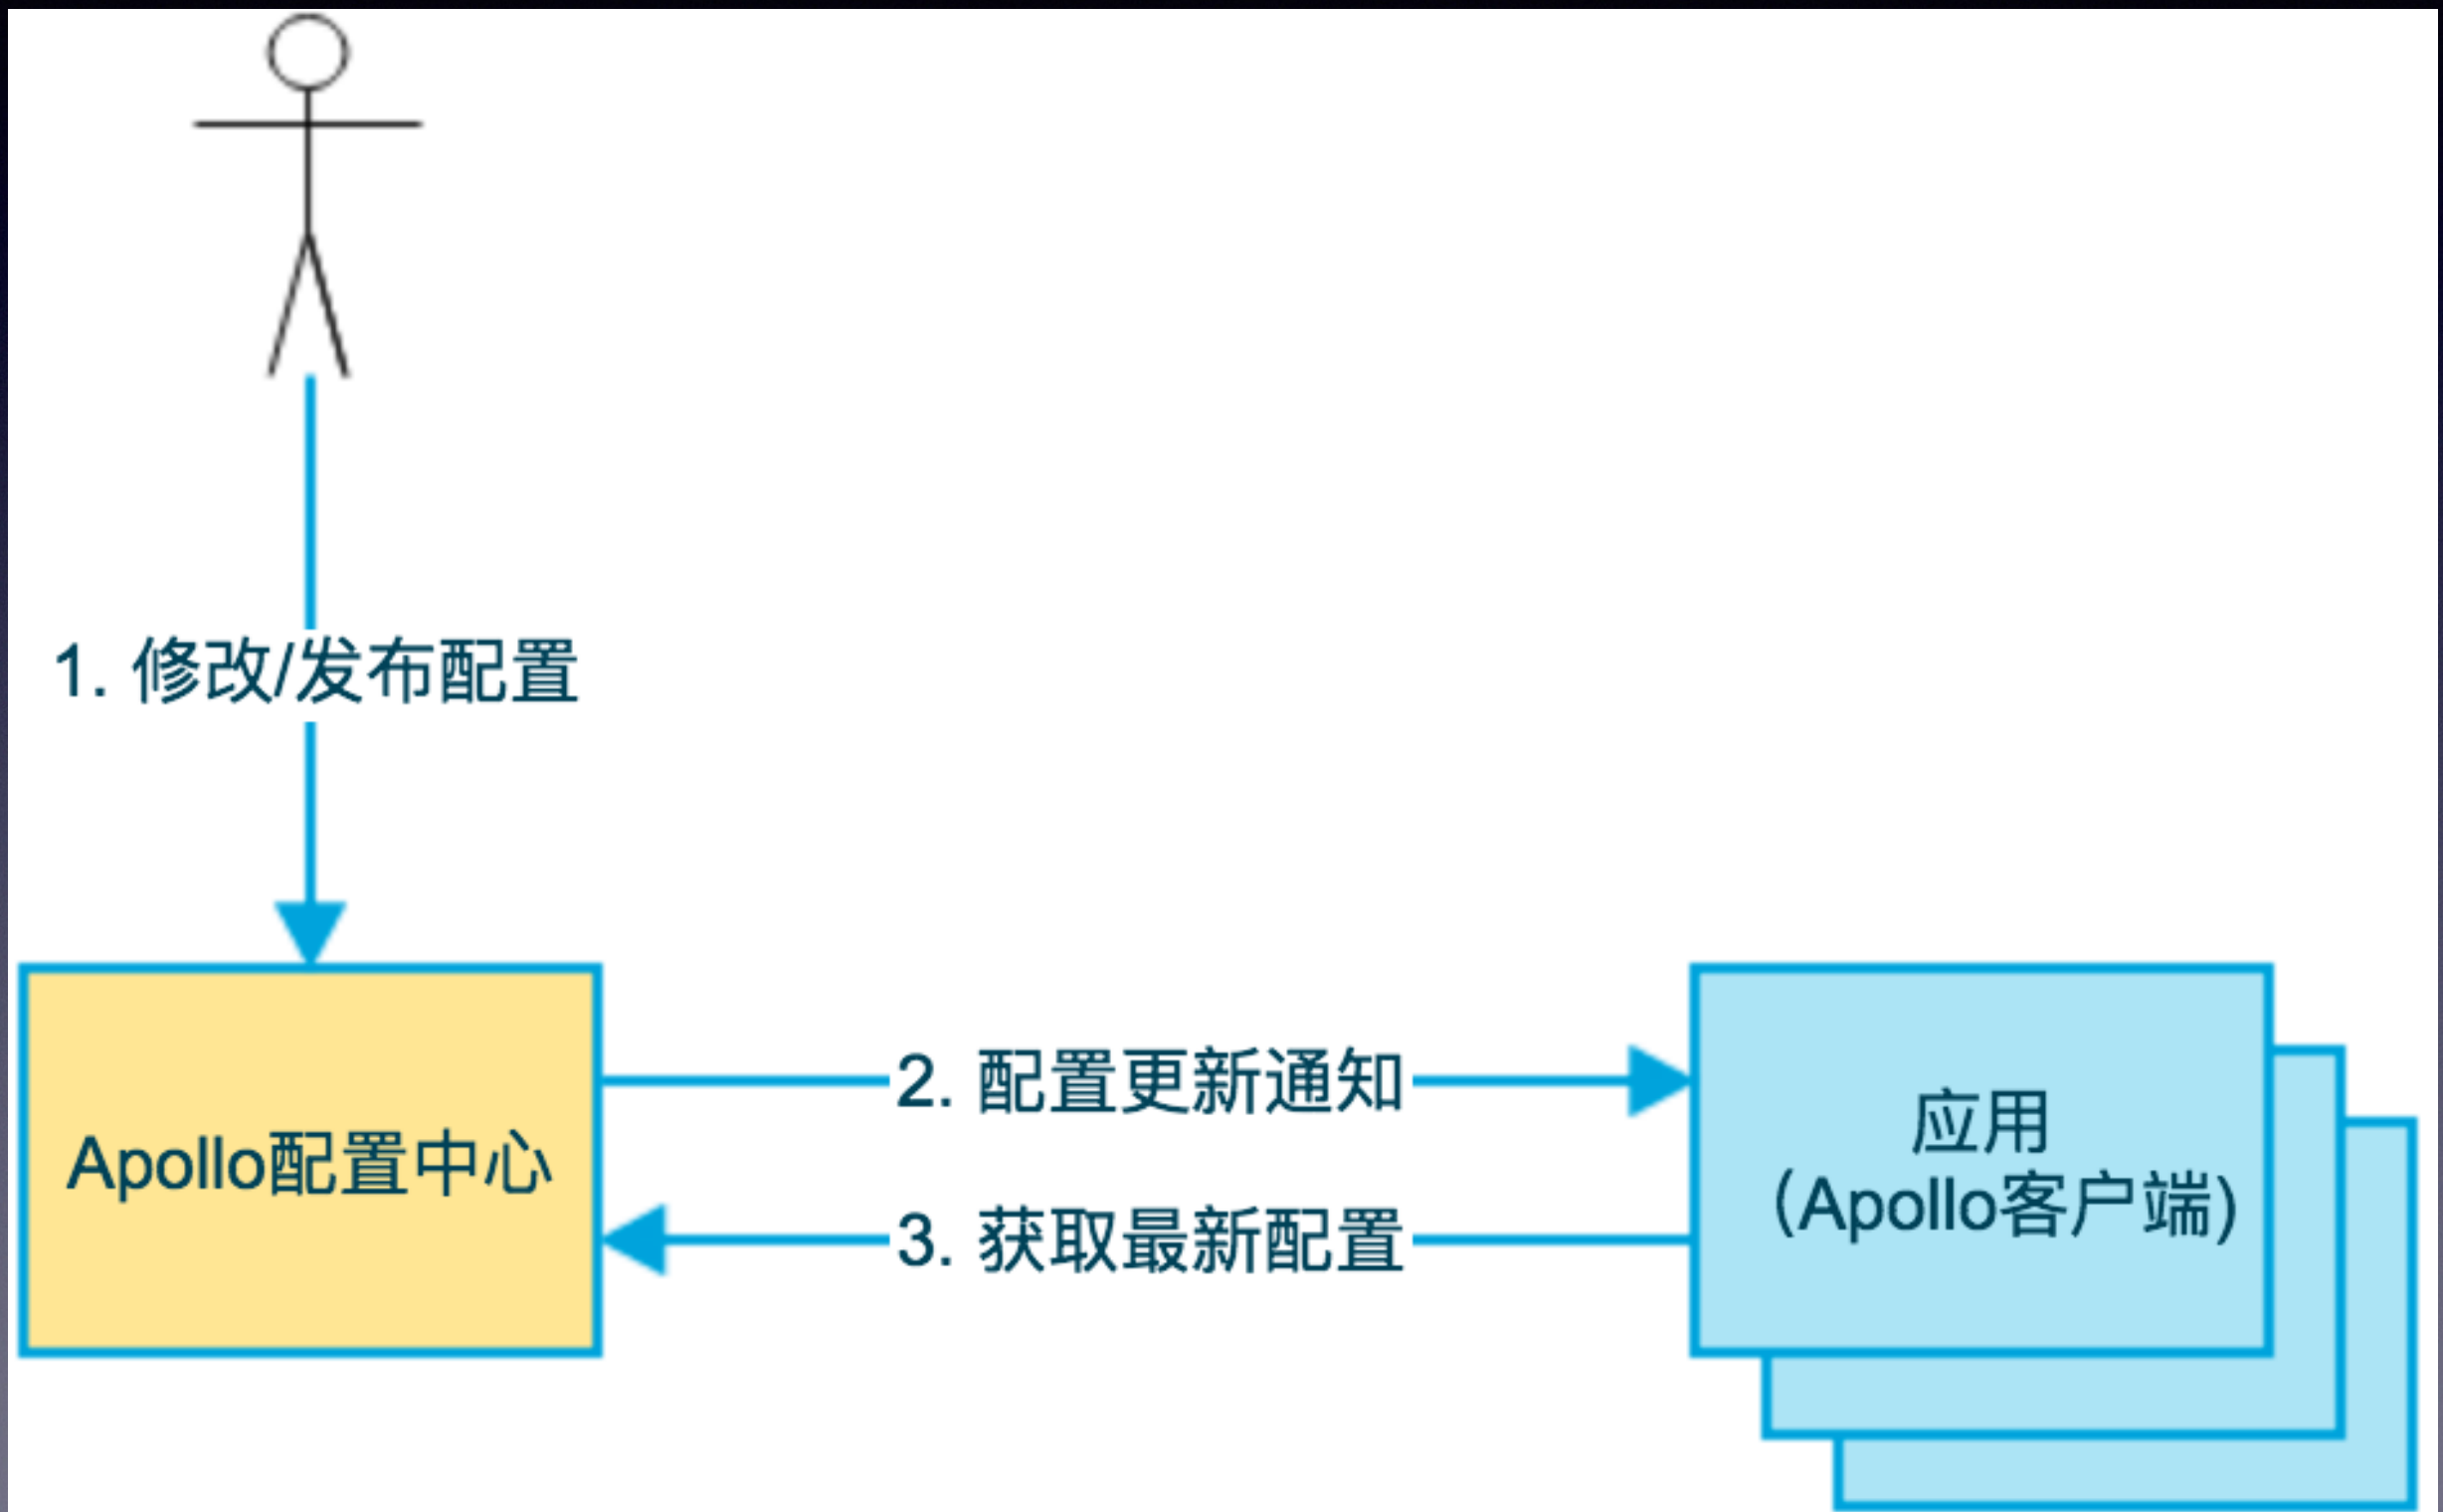 1. 修改/发布配置
Apollo配置中心
2. 配置更新通知
3. 获取最新配置
应用
(Apollo客户端)